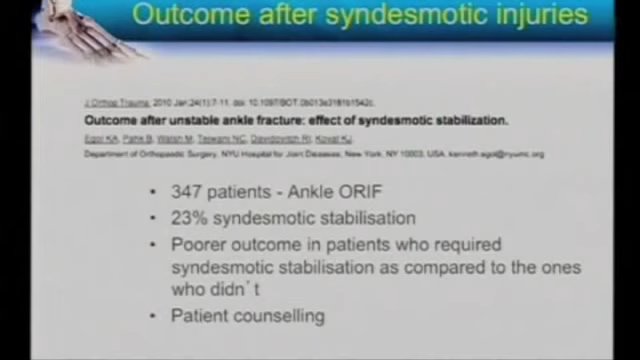 Outcome after syndesmotic injuries
J Orthop Trauma. 2010 Jan;24(1):7-11. doi: 10.1097/BOT.0b013e3181b1542c.
Outcome after unstable ankle fracture: effect of syndesmotic stabilization.
Egol KA, Pahk B, Walsh M, Tejwani NC, Davidovitch RI, Koval KJ.
Department of Orthopaedic Surgery, NYU Hospital for Joint Diseases, New York, NY 10003, USA. kenneth.egol@nyumc.org
• 347 patients - Ankle ORIF
• 23% syndesmotic stabilisation
• Poorer outcome in patients who required
syndesmotic stabilisation as compared to the ones
who didn´t
• Patient counselling